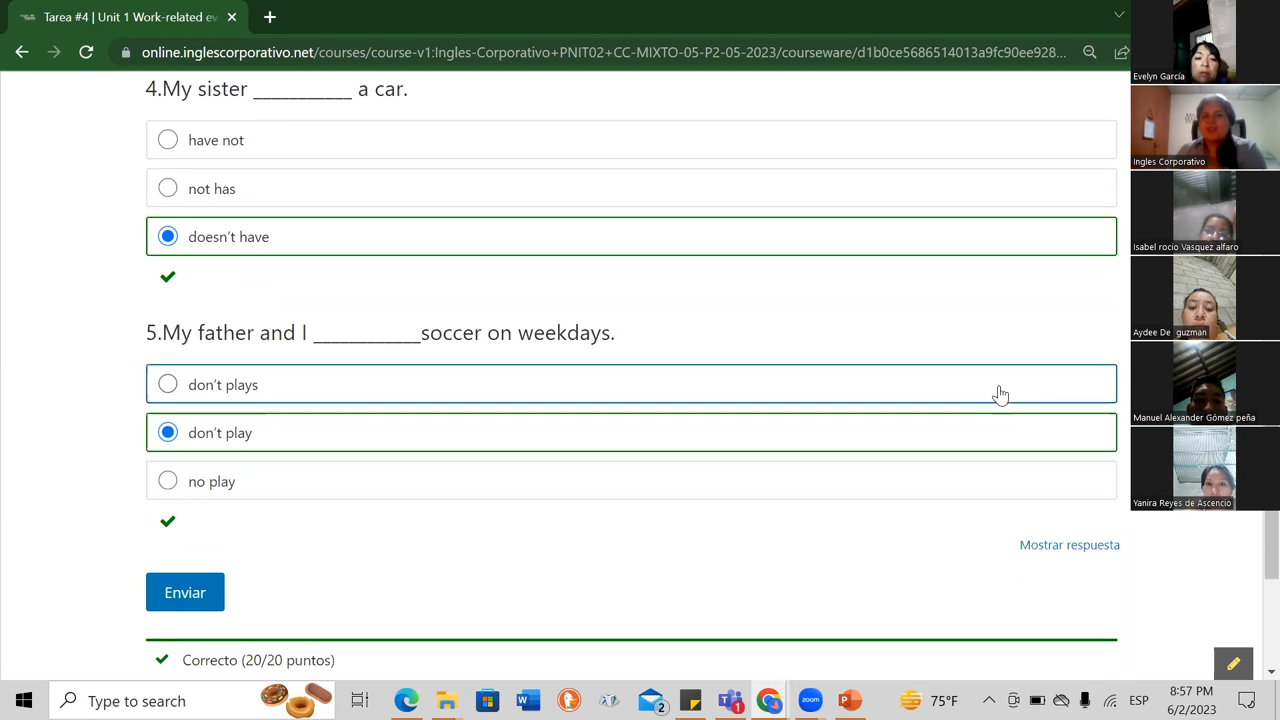 Tarea #4 | Unit 1 Work-related ev
online.inglescorporativo.net/courses/course-v1:Ingles-Corporativo+PNIT02+CC-MIXTO-05-P2-05-2023/courseware/d1b0ce5686514013a9fc90ee928...
4.My sister ___________ a car.
have not
not has
doesn't have
5.My father and I ___________soccer on weekdays.
don't plays
don't play
no play
Mostrar respuesta
Enviar
Correcto (20/20 puntos)
Evelyn García
Ingles Corporativo
Isabel rocio Vasquez alfaro
Aydee De guzman
Manuel Alexander Gómez peña
Yanira Reyes de Ascencio
Type to search
2
1
zoom
75°F
ESP
8:57 PM
6/2/2023